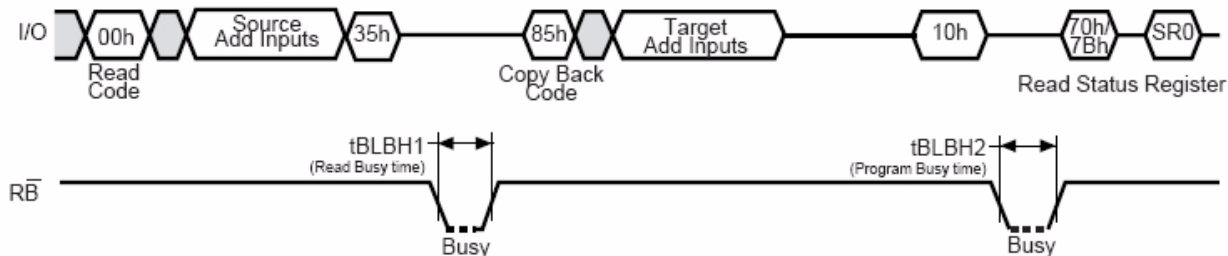 I/O
00h
Source
Add Inputs
35h
85h
Target
Add Inputs
10h
70h/
7Bh
SR0
Read
Code
Copy Back
Code
Read Status Register
tBLBH1
(Read Busy time)
tBLBH2
(Program Busy time)
RB̅
Busy
Busy